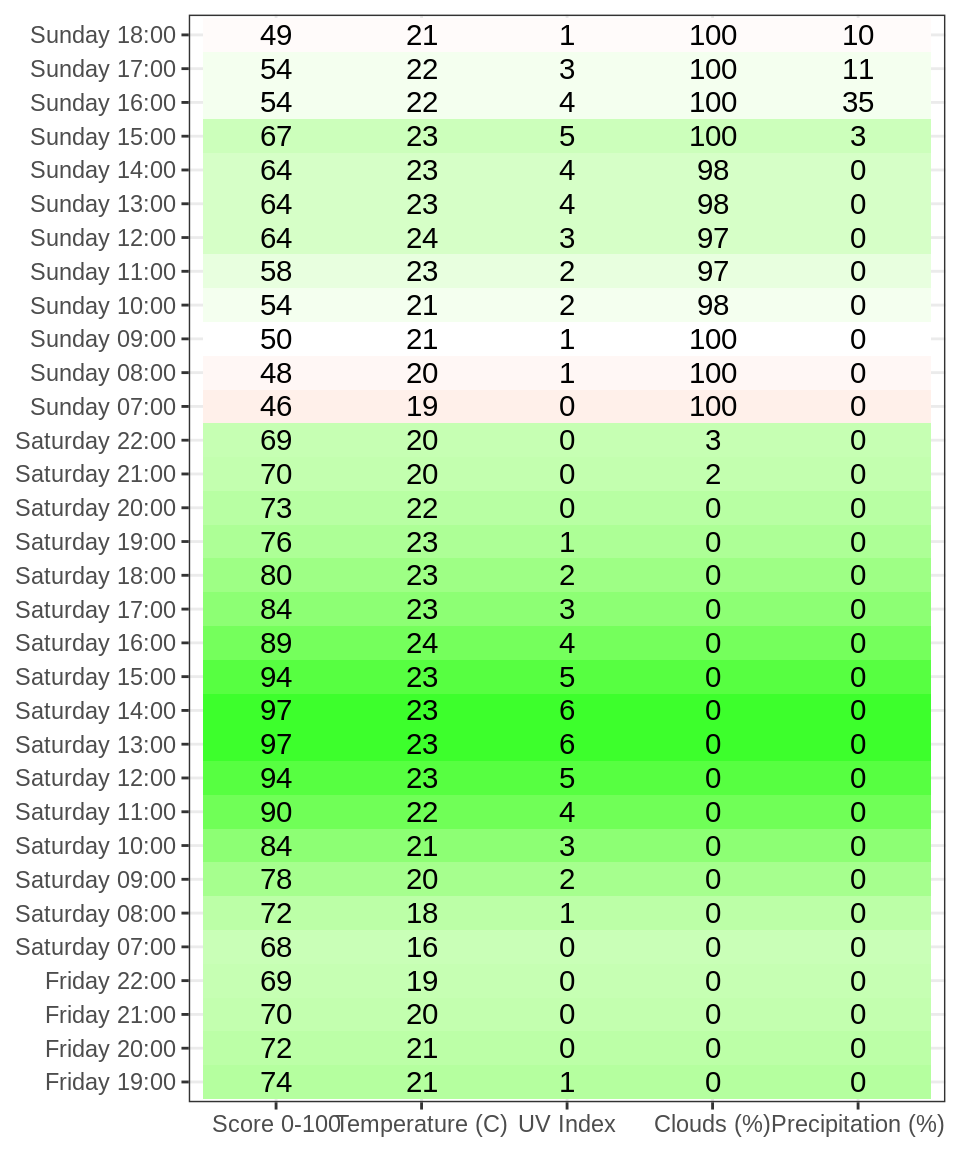 Sunday 18:00 49 21 1 100 10
Sunday 17:00 54 22 3 100 11
Sunday 16:00 54 22 4 100 35
Sunday 15:00 67 23 5 100 3
Sunday 14:00 64 23 4 98 0
Sunday 13:00 64 23 4 98 0
Sunday 12:00 64 24 3 97 0
Sunday 11:00 58 23 2 97 0
Sunday 10:00 54 21 2 98 0
Sunday 09:00 50 21 1 100 0
Sunday 08:00 48 20 1 100 0
Sunday 07:00 46 19 0 100 0
Saturday 22:00 69 20 0 3 0
Saturday 21:00 70 20 0 2 0
Saturday 20:00 73 22 0 0 0
Saturday 19:00 76 23 1 0 0
Saturday 18:00 80 23 2 0 0
Saturday 17:00 84 23 3 0 0
Saturday 16:00 89 24 4 0 0
Saturday 15:00 94 23 5 0 0
Saturday 14:00 97 23 6 0 0
Saturday 13:00 97 23 6 0 0
Saturday 12:00 94 23 5 0 0
Saturday 11:00 90 22 4 0 0
Saturday 10:00 84 21 3 0 0
Saturday 09:00 78 20 2 0 0
Saturday 08:00 72 18 1 0 0
Saturday 07:00 68 16 0 0 0
Friday 22:00 69 19 0 0 0
Friday 21:00 70 20 0 0 0
Friday 20:00 72 21 0 0 0
Friday 19:00 74 21 1 0 0
Score 0-100 Temperature (C) UV Index Clouds (%) Precipitation (%)